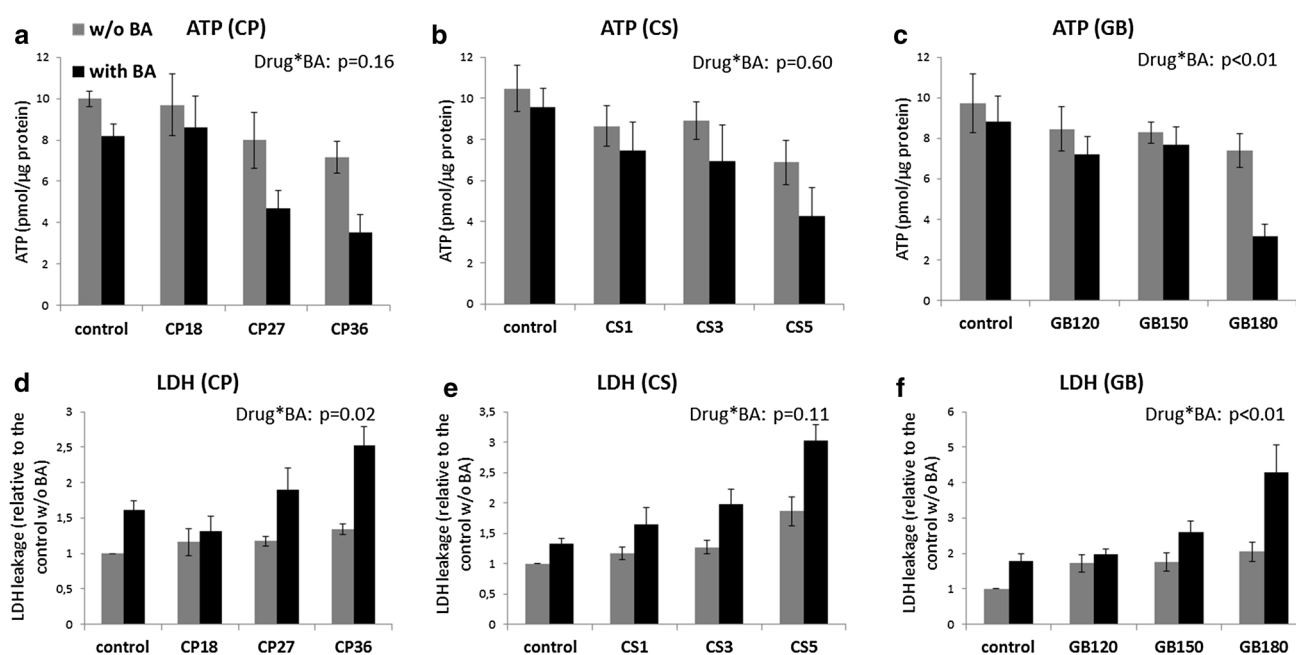 a
w/o BA
with BA
ATP (CP)
Drug*BA: p=0.16
ATP (pmol/µg protein)
12
10
8
6
4
2
0
control CP18 CP27 CP36
b
ATP (CS)
Drug*BA: p=0.60
ATP (pmol/µg protein)
12
10
8
6
4
2
0
control CS1 CS3 CS5
c
ATP (GB)
Drug*BA: p<0.01
ATP (pmol/µg protein)
12
10
8
6
4
2
0
control GB120 GB150 GB180
d
LDH (CP)
Drug*BA: p=0.02
LDH leakage (relative to the
control w/o BA)
3
2,5
2
1,5
1
0,5
0
control CP18 CP27 CP36
e
LDH (CS)
Drug*BA: p=0.11
LDH leakage (relative to the
control w/o BA)
3,5
3
2,5
2
1,5
1
0,5
0
control CS1 CS3 CS5
f
LDH (GB)
Drug*BA: p<0.01
LDH leakage (relative to the
control w/o BA)
6
5
4
3
2
1
0
control GB120 GB150 GB180